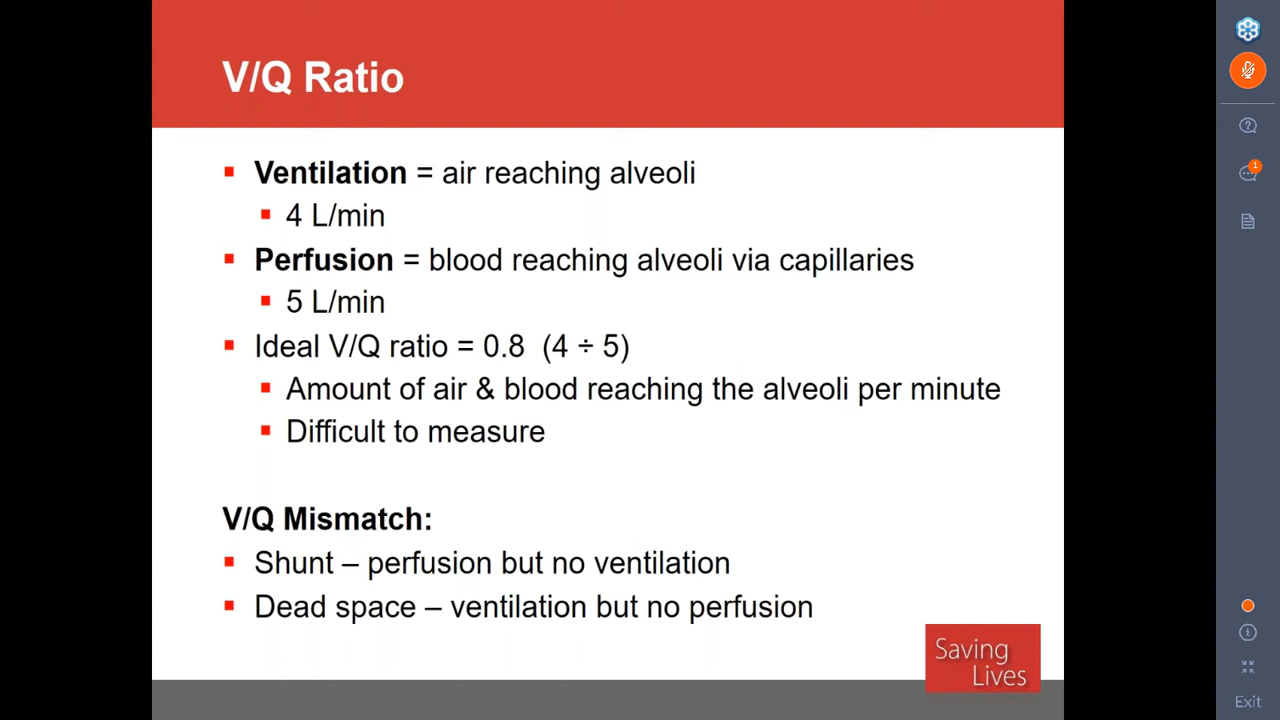 V/Q Ratio
▪ Ventilation = air reaching alveoli
▪ 4 L/min
▪ Perfusion = blood reaching alveoli via capillaries
▪ 5 L/min
▪ Ideal V/Q ratio = 0.8 (4 ÷ 5)
▪ Amount of air & blood reaching the alveoli per minute
▪ Difficult to measure
V/Q Mismatch:
▪ Shunt – perfusion but no ventilation
▪ Dead space – ventilation but no perfusion
Saving
Lives
1
Exit